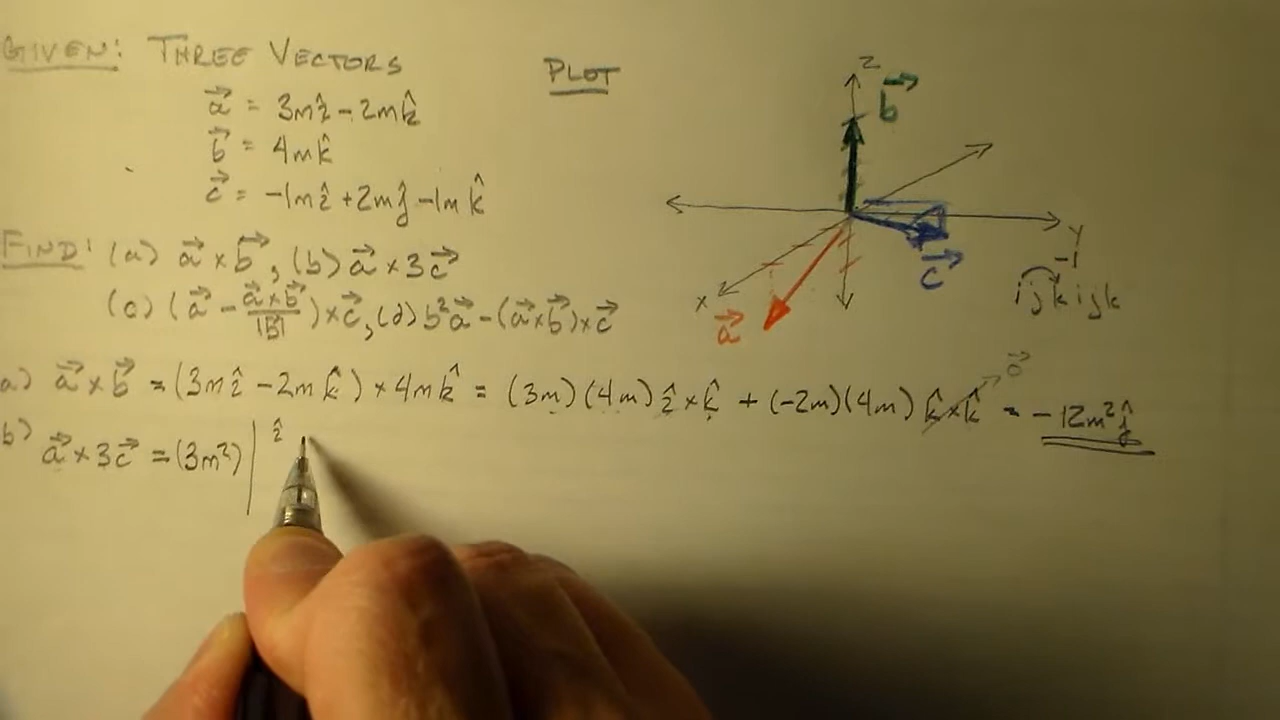 GIVEN: THREE VECTORS
a⃗ = 3m î - 2m k̂
b⃗ = 4m k̂
c⃗ = -1m î + 2m ĵ - 1m k̂
FIND: (a) a⃗ × b⃗, (b) a⃗ × 3c⃗
(c) (a⃗ - a⃗×b⃗/|b⃗|) × c⃗, (d) b²a⃗ - (a⃗×b⃗)×c⃗
PLOT
z
b⃗
y
c⃗
x
a⃗
-1
ijkijk
a) a⃗ × b⃗ = (3m î - 2m k̂) × 4m k̂ = (3m)(4m) î × k̂ + (-2m)(4m) k̂ × k̂ → 0⃗ = -12m² ĵ
b) a⃗ × 3c⃗ = (3m²) | î